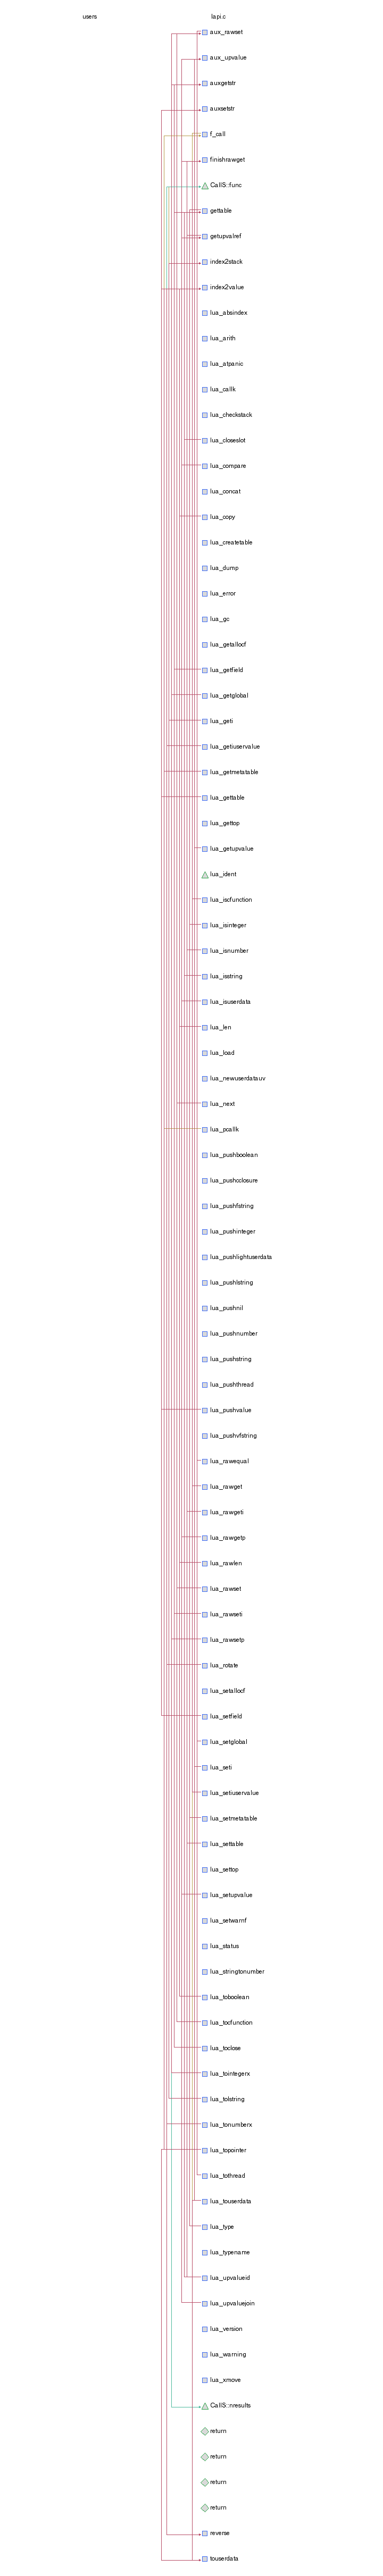 users lapi.c
aux_rawset
aux_upvalue
auxgetstr
auxsetstr
f_call
finishrawget
CallS::func
gettable
getupvalref
index2stack
index2value
lua_absindex
lua_arith
lua_atpanic
lua_callk
lua_checkstack
lua_closeslot
lua_compare
lua_concat
lua_copy
lua_createtable
lua_dump
lua_error
lua_gc
lua_getallocf
lua_getfield
lua_getglobal
lua_geti
lua_getiuservalue
lua_getmetatable
lua_gettable
lua_gettop
lua_getupvalue
lua_ident
lua_iscfunction
lua_isinteger
lua_isnumber
lua_isstring
lua_isuserdata
lua_len
lua_load
lua_newuserdatauv
lua_next
lua_pcallk
lua_pushboolean
lua_pushcclosure
lua_pushfstring
lua_pushinteger
lua_pushlightuserdata
lua_pushlstring
lua_pushnil
lua_pushnumber
lua_pushstring
lua_pushthread
lua_pushvalue
lua_pushvfstring
lua_rawequal
lua_rawget
lua_rawgeti
lua_rawgetp
lua_rawlen
lua_rawset
lua_rawseti
lua_rawsetp
lua_rotate
lua_setallocf
lua_setfield
lua_setglobal
lua_seti
lua_setiuservalue
lua_setmetatable
lua_settable
lua_settop
lua_setupvalue
lua_setwarnf
lua_status
lua_stringtonumber
lua_toboolean
lua_tocfunction
lua_toclose
lua_tointegerx
lua_tolstring
lua_tonumberx
lua_topointer
lua_tothread
lua_touserdata
lua_type
lua_typename
lua_upvalueid
lua_upvaluejoin
lua_version
lua_warning
lua_xmove
CallS::nresults
return
return
return
return
reverse
touserdata